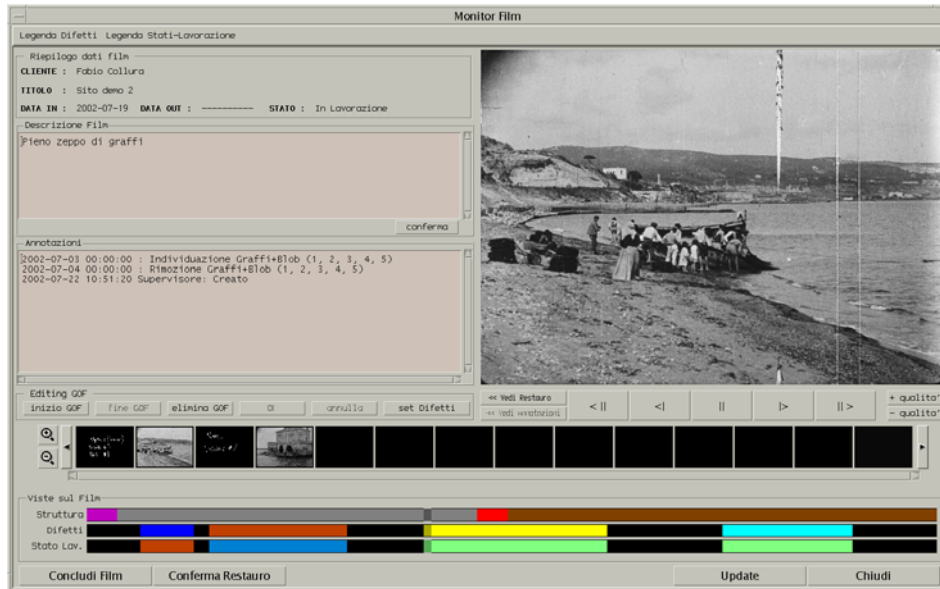 Monitor Film
Legenda Difetti Legenda Stati-Lavorazione
Riepilogo dati film
CLIENTE : Fabio Collura
TITOLO : Sito demo 2
DATA IN : 2002-07-19 DATA OUT : ---------- STATO : In Lavorazione
Descrizione Film
Pieno zeppo di graffi
conferma
Annotazioni
2002-07-03 00:00:00 : Individuazione Graffi+Blob (1, 2, 3, 4, 5)
2002-07-04 00:00:00 : Rimozione Graffi+Blob (1, 2, 3, 4, 5)
2002-07-22 10:51:20 Supervisore: Creato
Editing GOF
inizio GOF fine GOF elimina GOF annulla set Difetti
<< Vedi Restauro
<< Vedi annotazioni
< || <| || |> || >
+ qualita'
- qualita'
Viste sul Film
Struttura
Difetti
Stato Lav.
Concludi Film Conferma Restauro Update Chiudi